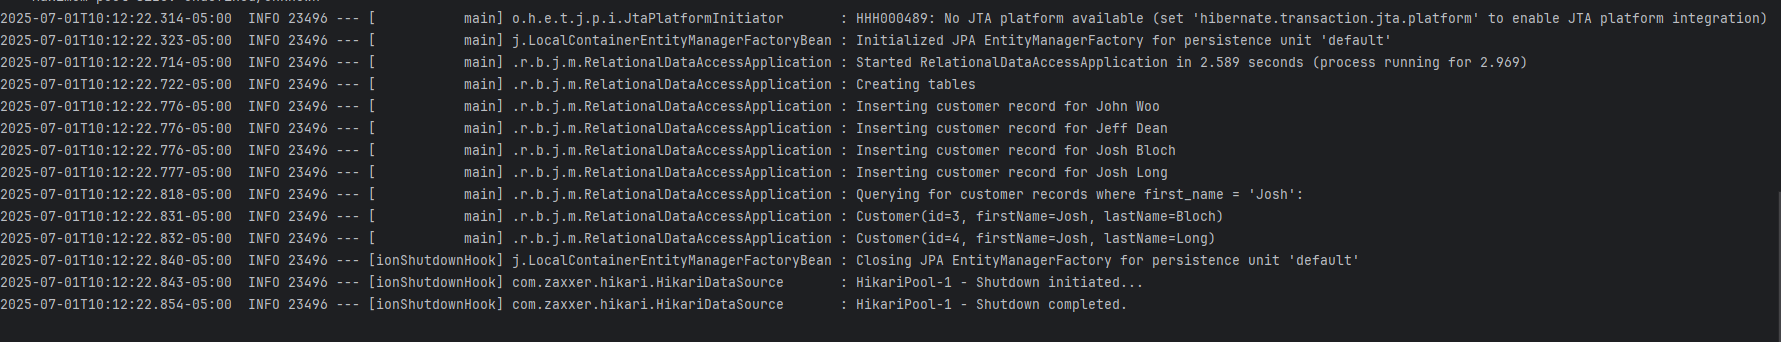 2025-07-01T10:12:22.314-05:00  INFO 23496 --- [           main] o.h.e.t.j.p.i.JtaPlatformInitiator       : HHH000489: No JTA platform available (set 'hibernate.transaction.jta.platform' to enable JTA platform integration)
2025-07-01T10:12:22.323-05:00  INFO 23496 --- [           main] j.LocalContainerEntityManagerFactoryBean : Initialized JPA EntityManagerFactory for persistence unit 'default'
2025-07-01T10:12:22.714-05:00  INFO 23496 --- [           main] .r.b.j.m.RelationalDataAccessApplication : Started RelationalDataAccessApplication in 2.589 seconds (process running for 2.969)
2025-07-01T10:12:22.722-05:00  INFO 23496 --- [           main] .r.b.j.m.RelationalDataAccessApplication : Creating tables
2025-07-01T10:12:22.776-05:00  INFO 23496 --- [           main] .r.b.j.m.RelationalDataAccessApplication : Inserting customer record for John Woo
2025-07-01T10:12:22.776-05:00  INFO 23496 --- [           main] .r.b.j.m.RelationalDataAccessApplication : Inserting customer record for Jeff Dean
2025-07-01T10:12:22.776-05:00  INFO 23496 --- [           main] .r.b.j.m.RelationalDataAccessApplication : Inserting customer record for Josh Bloch
2025-07-01T10:12:22.777-05:00  INFO 23496 --- [           main] .r.b.j.m.RelationalDataAccessApplication : Inserting customer record for Josh Long
2025-07-01T10:12:22.818-05:00  INFO 23496 --- [           main] .r.b.j.m.RelationalDataAccessApplication : Querying for customer records where first_name = 'Josh':
2025-07-01T10:12:22.831-05:00  INFO 23496 --- [           main] .r.b.j.m.RelationalDataAccessApplication : Customer(id=3, firstName=Josh, lastName=Bloch)
2025-07-01T10:12:22.832-05:00  INFO 23496 --- [           main] .r.b.j.m.RelationalDataAccessApplication : Customer(id=4, firstName=Josh, lastName=Long)
2025-07-01T10:12:22.840-05:00  INFO 23496 --- [ionShutdownHook] j.LocalContainerEntityManagerFactoryBean : Closing JPA EntityManagerFactory for persistence unit 'default'
2025-07-01T10:12:22.843-05:00  INFO 23496 --- [ionShutdownHook] com.zaxxer.hikari.HikariDataSource       : HikariPool-1 - Shutdown initiated...
2025-07-01T10:12:22.854-05:00  INFO 23496 --- [ionShutdownHook] com.zaxxer.hikari.HikariDataSource       : HikariPool-1 - Shutdown completed.